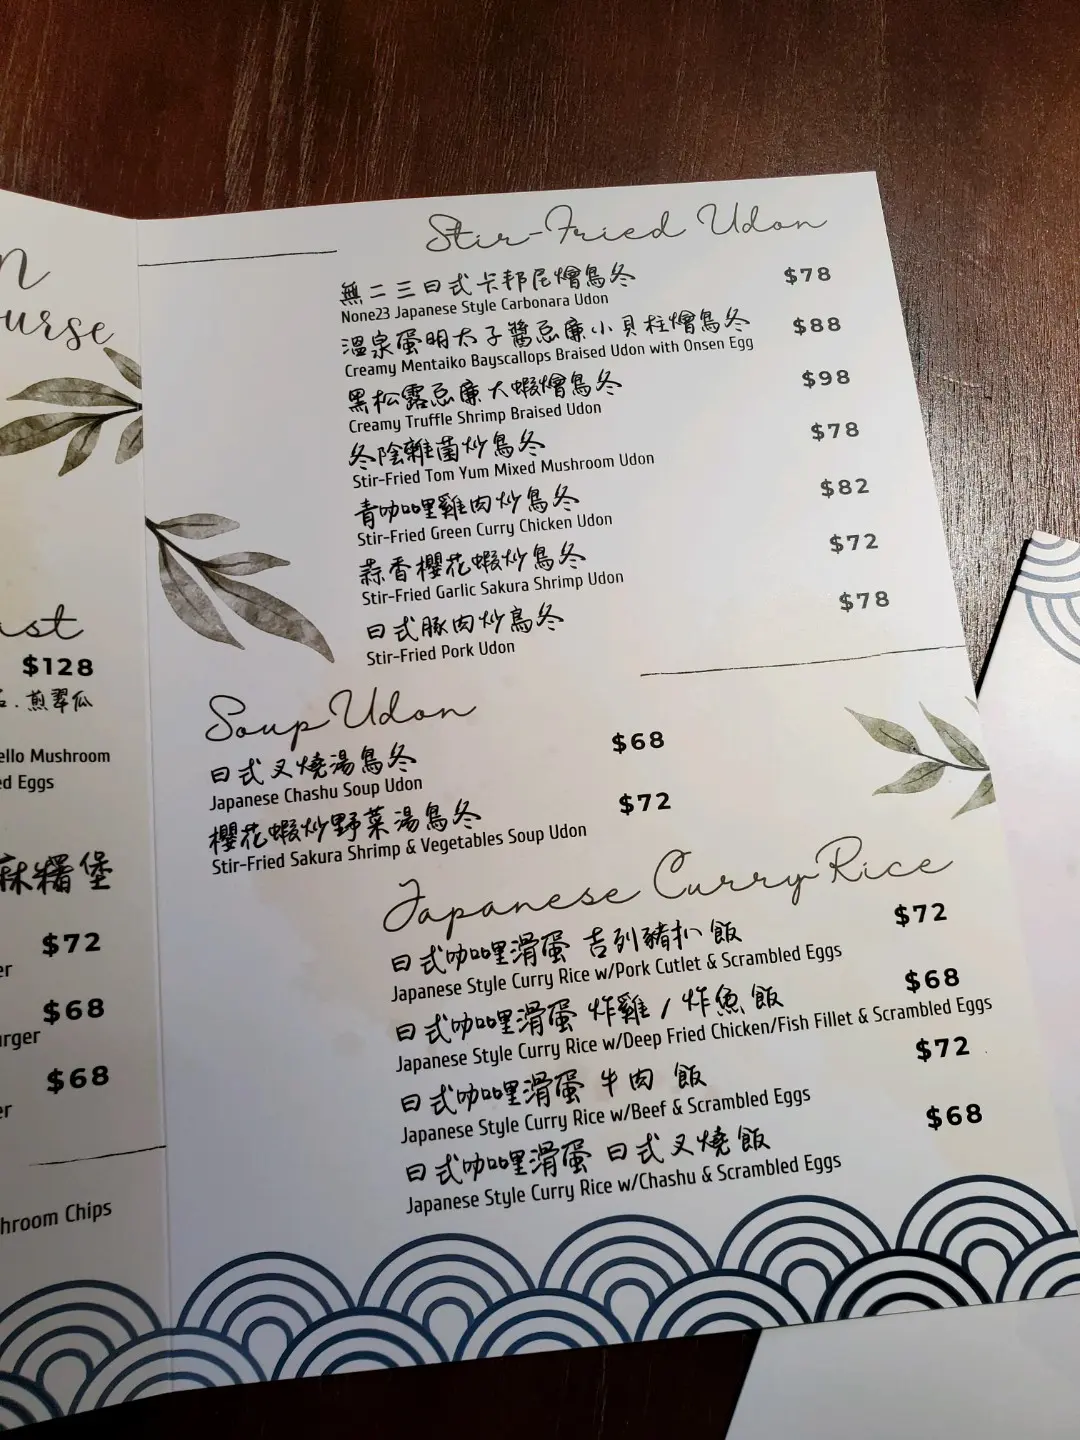 n
urse
ast
$128
. 煎翠瓜
ello Mushroom
ed Eggs
麻糬堡
$72
er
$68
urger
$68
er
hroom Chips
Stir-Fried Udon
無二三日式卡邦尼燴烏冬 $78
None23 Japanese Style Carbonara Udon
溫泉蛋明太子醬忌廉小貝柱燴烏冬 $88
Creamy Mentaiko Bayscallops Braised Udon with Onsen Egg
黑松露忌廉大蝦燴烏冬 $98
Creamy Truffle Shrimp Braised Udon
冬陰雜菌炒烏冬 $78
Stir-Fried Tom Yum Mixed Mushroom Udon
青咖喱雞肉炒烏冬 $82
Stir-Fried Green Curry Chicken Udon
蒜香櫻花蝦炒烏冬 $72
Stir-Fried Garlic Sakura Shrimp Udon
日式豚肉炒烏冬 $78
Stir-Fried Pork Udon
Soup Udon
日式叉燒湯烏冬 $68
Japanese Chashu Soup Udon
櫻花蝦炒野菜湯烏冬 $72
Stir-Fried Sakura Shrimp & Vegetables Soup Udon
Japanese Curry Rice
日式咖喱滑蛋 吉列豬扒 飯 $72
Japanese Style Curry Rice w/Pork Cutlet & Scrambled Eggs
日式咖喱滑蛋 炸雞 / 炸魚 飯 $68
Japanese Style Curry Rice w/Deep Fried Chicken/Fish Fillet & Scrambled Eggs
日式咖喱滑蛋 牛肉 飯 $72
Japanese Style Curry Rice w/Beef & Scrambled Eggs
日式咖喱滑蛋 日式叉燒 飯 $68
Japanese Style Curry Rice w/Chashu & Scrambled Eggs